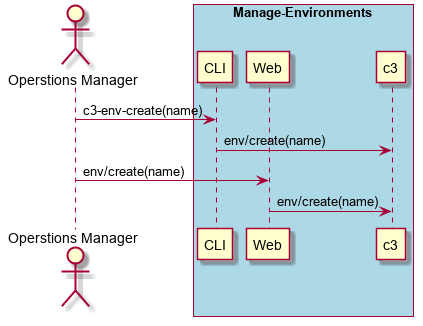 Manage-Environments
Operstions Manager
CLI
Web
c3
c3-env-create(name)
env/create(name)
env/create(name)
env/create(name)
Operstions Manager
CLI
Web
c3